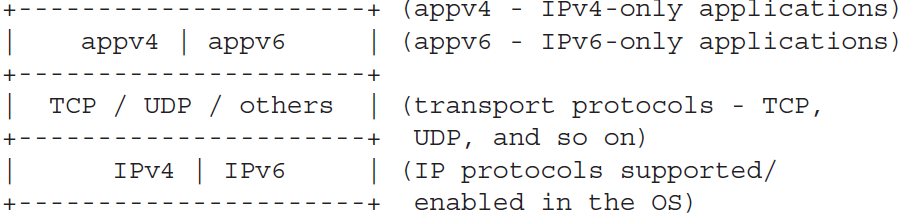 +----------------------+ (appv4 - IPv4-only applications)
|    appv4 | appv6     | (appv6 - IPv6-only applications)
+----------------------+
|  TCP / UDP / others  | (transport protocols - TCP,
+----------------------+  UDP, and so on)
|      IPv4 | IPv6     | (IP protocols supported/
+----------------------+  enabled in the OS)